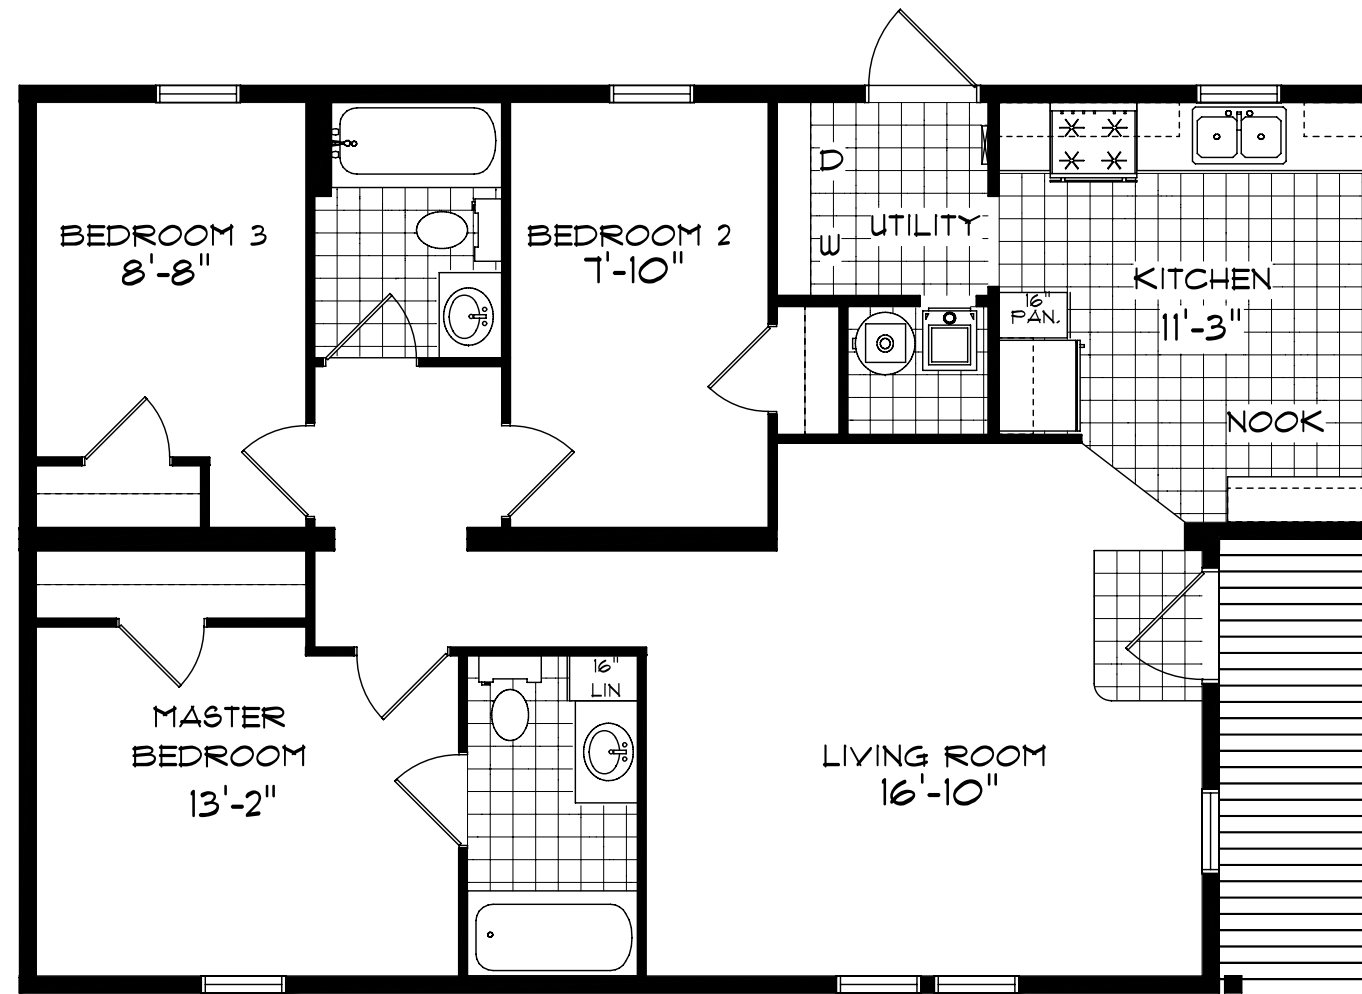 BEDROOM 3
8'-8"
BEDROOM 2
7'-10"
D
W
UTILITY
KITCHEN
11'-3"
16"
PAN.
NOOK
MASTER
BEDROOM
13'-2"
16"
LIN
LIVING ROOM
16'-10"